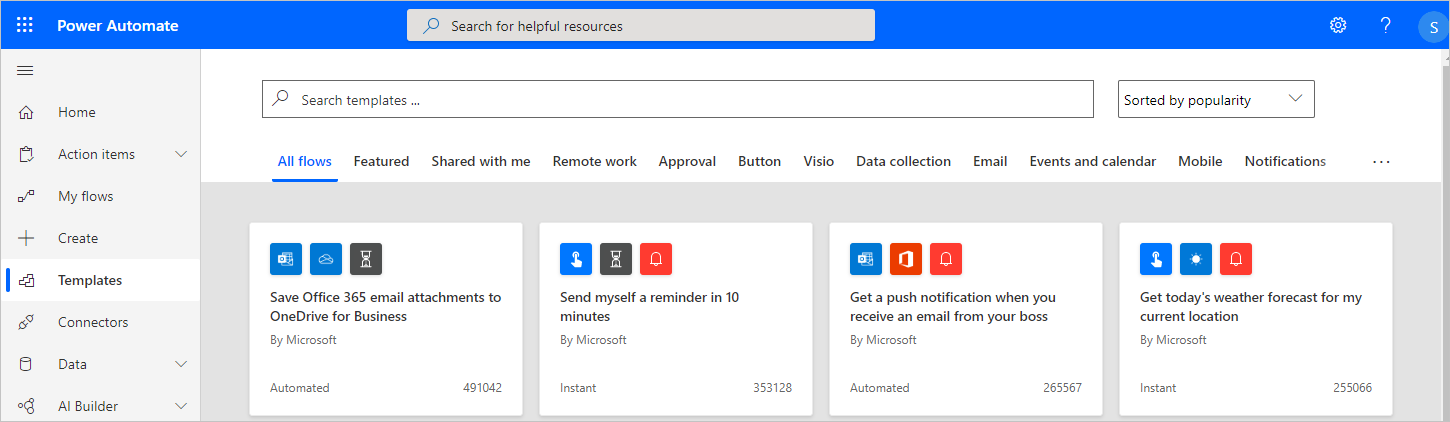 Power Automate
Search for helpful resources
?
S
Search templates ...
Sorted by popularity
Home
Action items
My flows
Create
Templates
Connectors
Data
AI Builder
All flows Featured Shared with me Remote work Approval Button Visio Data collection Email Events and calendar Mobile Notifications ...
Save Office 365 email attachments to
OneDrive for Business
By Microsoft
Automated 491042
Send myself a reminder in 10
minutes
By Microsoft
Instant 353128
Get a push notification when you
receive an email from your boss
By Microsoft
Automated 265567
Get today's weather forecast for my
current location
By Microsoft
Instant 255066